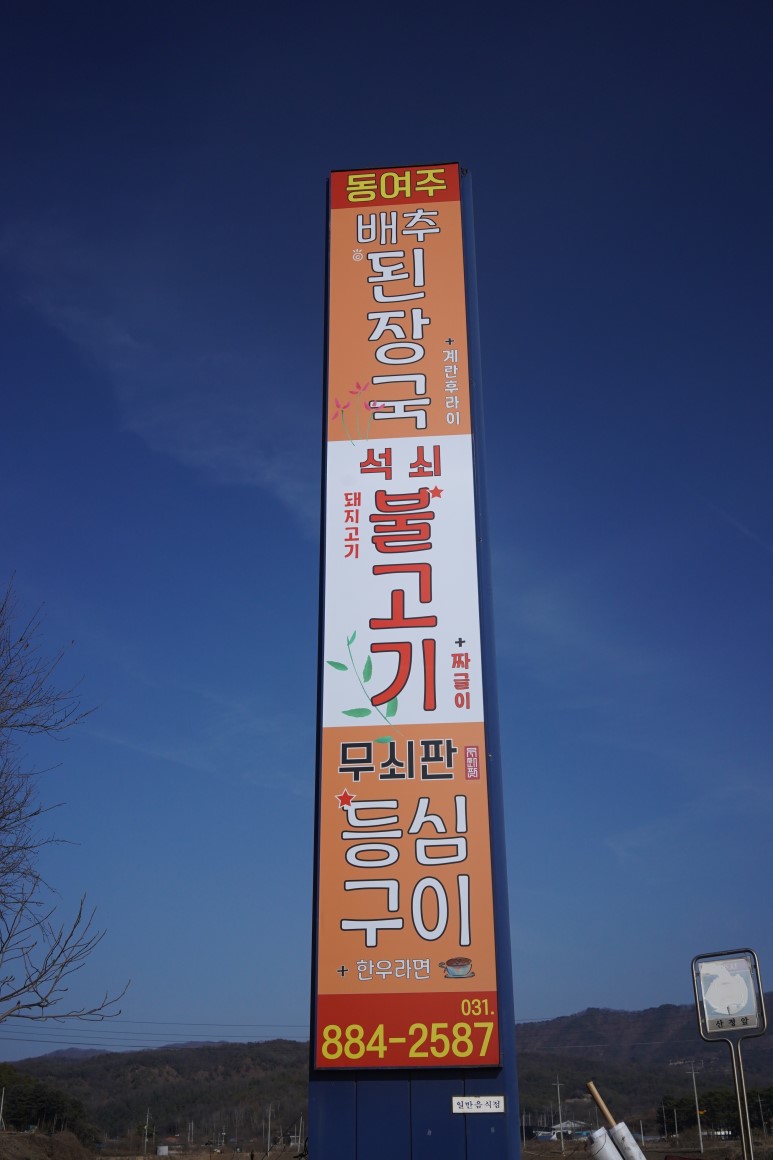 동여주
배추
된장국
+계란후라이
석쇠
돼지고기
불고기
+짜글이
무쇠판
등심
구이
+ 한우라면
031.
884-2587
일반음식점